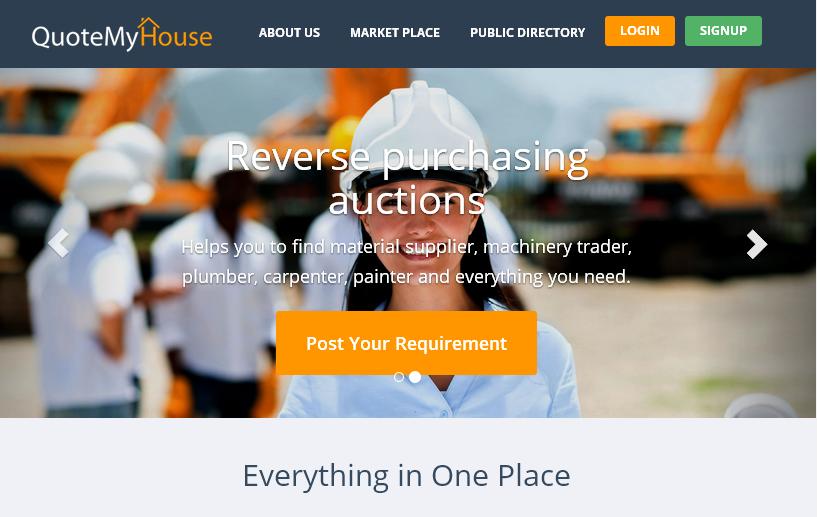 QuoteMyHouse
ABOUT US
MARKET PLACE
PUBLIC DIRECTORY
LOGIN
SIGNUP
Reverse purchasing
auctions
Helps you to find material supplier, machinery trader,
plumber, carpenter, painter and everything you need.
Post Your Requirement
Everything in One Place